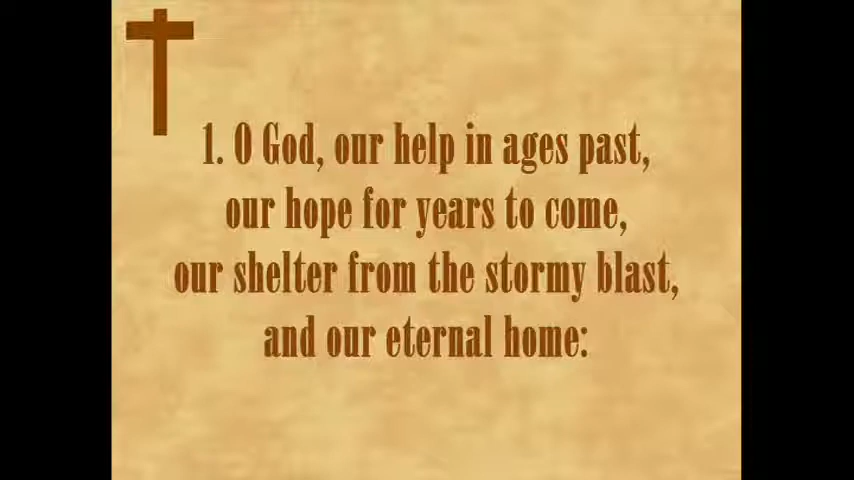 1. O God, our help in ages past,
our hope for years to come,
our shelter from the stormy blast,
and our eternal home: